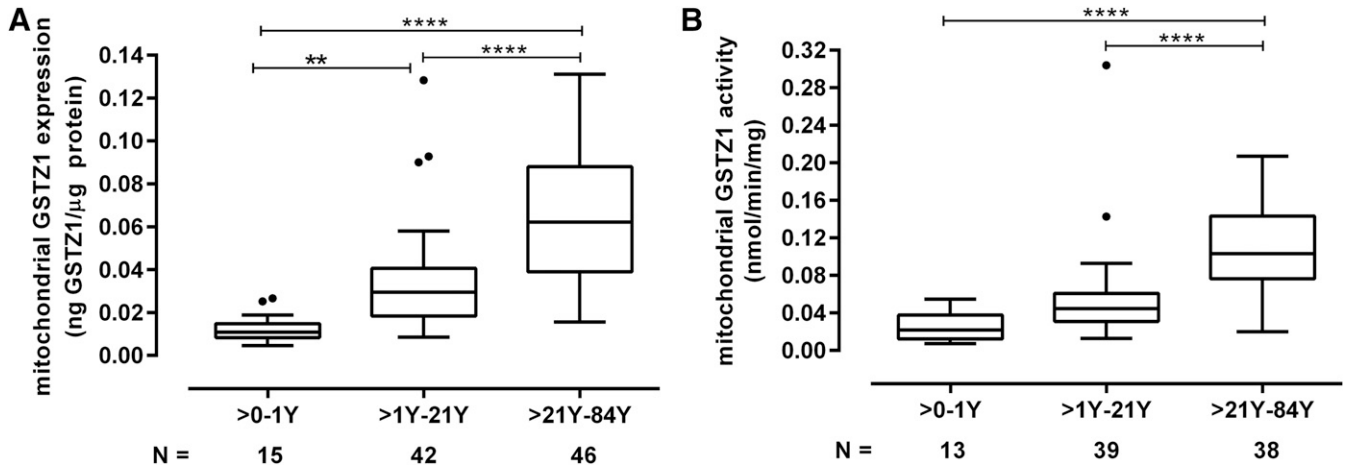 A
mitochondrial GSTZ1 expression
(ng GSTZ1/µg protein)
****
**
****
0.14
0.12
0.10
0.08
0.06
0.04
0.02
0.00
>0-1Y
>1Y-21Y
>21Y-84Y
N =
15
42
46
B
mitochondrial GSTZ1 activity
(nmol/min/mg)
****
****
0.32
0.28
0.24
0.20
0.16
0.12
0.08
0.04
0.00
>0-1Y
>1Y-21Y
>21Y-84Y
N =
13
39
38